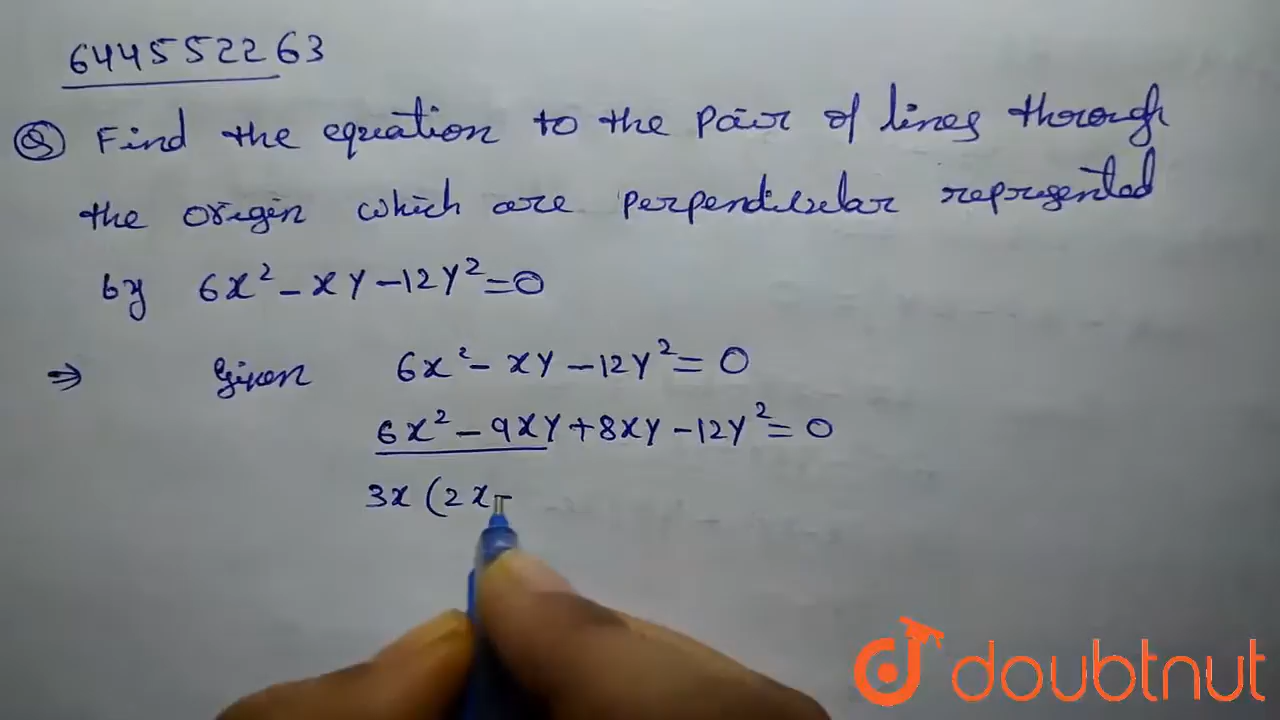 6445552263
Q Find the equation to the pair of lines through
the origin which are perpendicular represented
by 6x² - xy - 12y² = 0
⇒ Given 6x² - xy - 12y² = 0
6x² - 9xy + 8xy - 12y² = 0
3x (2x -
doubtnut